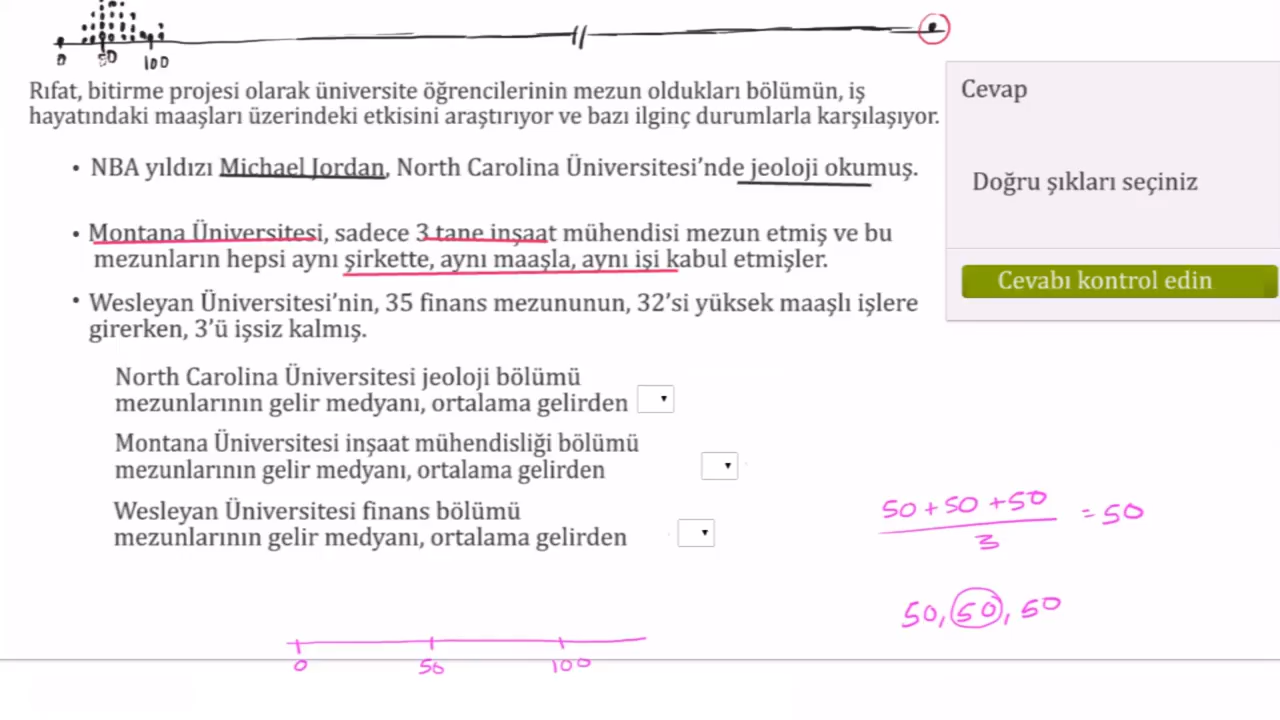 0 50 100
Rıfat, bitirme projesi olarak üniversite öğrencilerinin mezun oldukları bölümün, iş
hayatındaki maaşları üzerindeki etkisini araştırıyor ve bazı ilginç durumlarla karşılaşıyor.
Cevap
• NBA yıldızı Michael Jordan, North Carolina Üniversitesi’nde jeoloji okumuş.
Doğru şıkları seçiniz
• Montana Üniversitesi, sadece 3 tane inşaat mühendisi mezun etmiş ve bu
mezunların hepsi aynı şirkette, aynı maaşla, aynı işi kabul etmişler.
Cevabı kontrol edin
• Wesleyan Üniversitesi’nin, 35 finans mezununun, 32’si yüksek maaşlı işlere
girerken, 3’ü işsiz kalmış.
North Carolina Üniversitesi jeoloji bölümü
mezunlarının gelir medyanı, ortalama gelirden
Montana Üniversitesi inşaat mühendisliği bölümü
mezunlarının gelir medyanı, ortalama gelirden
Wesleyan Üniversitesi finans bölümü
mezunlarının gelir medyanı, ortalama gelirden
50 + 50 + 50
= 50
3
50, 50, 50
0 50 100